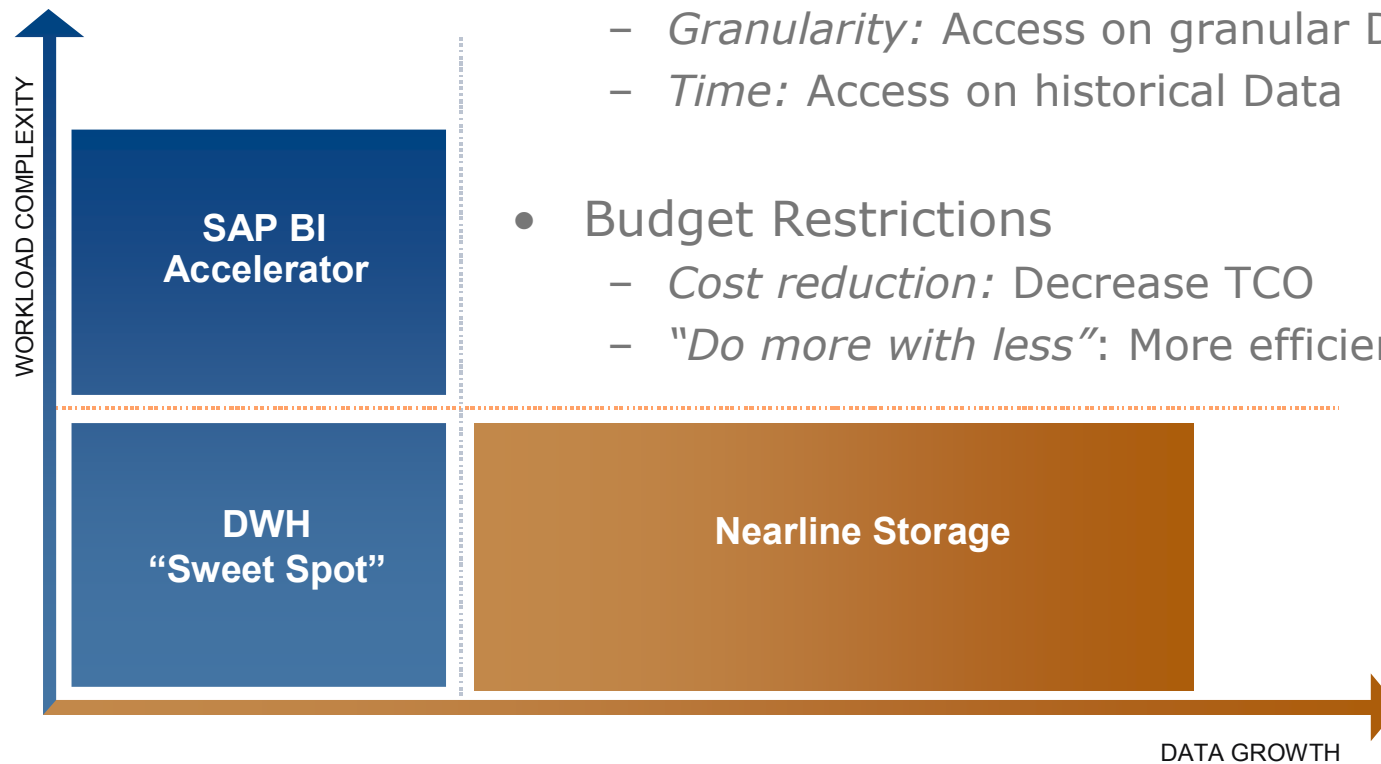 – Granularity: Access on granular D
– Time: Access on historical Data
• Budget Restrictions
– Cost reduction: Decrease TCO
– “Do more with less”: More efficie
WORKLOAD COMPLEXITY
SAP BI
Accelerator
DWH
“Sweet Spot”
Nearline Storage
DATA GROWTH